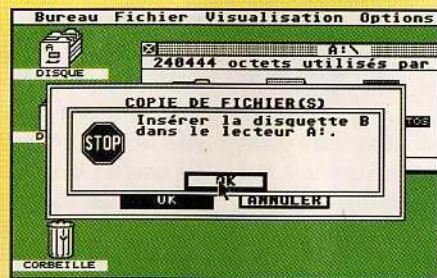 Bureau Fichier Visualisation Options
A:\
240444 octets utilisés par
DISQUE
COPIE DE FICHIER(S)
Insérer la disquette B
dans le lecteur A:.
STOP
D
TOS
OK
OK
ANNULER
CORBEILLE